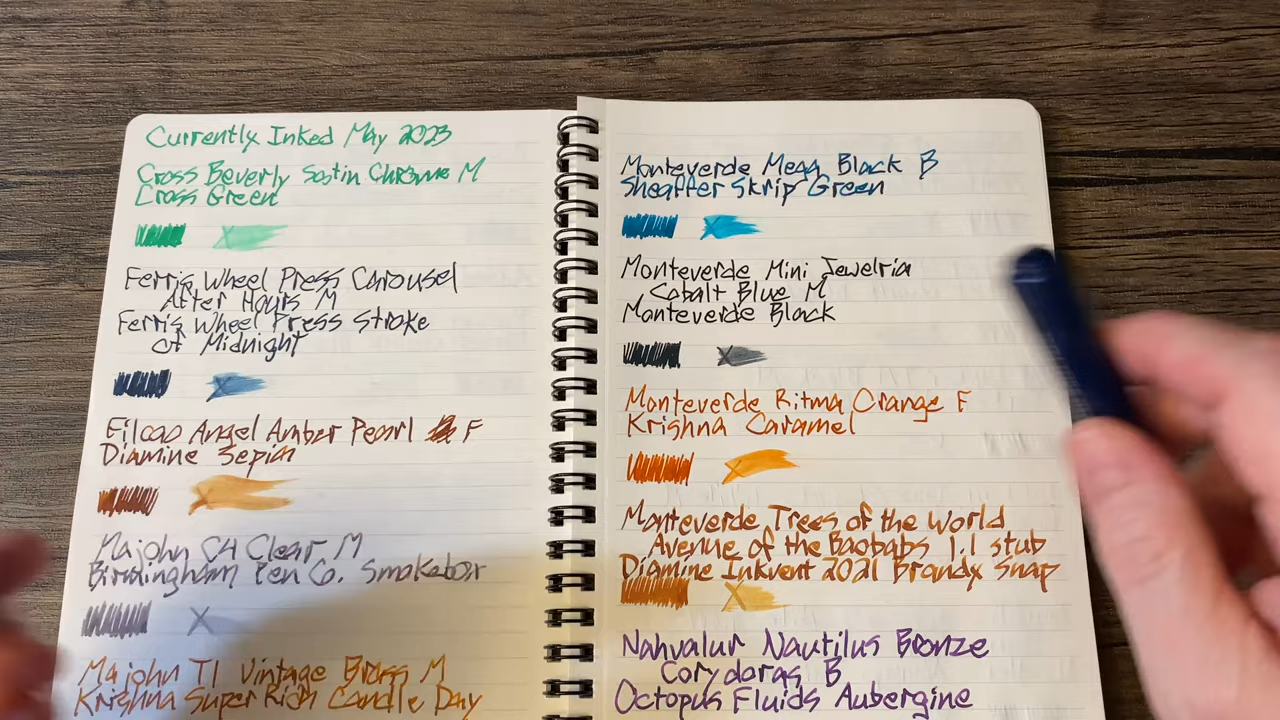 Currently Inked May 2023
Cross Beverly Satin Chrome M
Cross Green
Ferris Wheel Press Carousel
After Hours M
Ferris Wheel Press Stroke
of Midnight
Filcao Angel Amber Pearl F
Diamine Sepia
Majohn C4 Clear M
Birmingham Pen Co. Smokebox
Majohn T1 Vintage Brass M
Krishna Super Rich Candle Day
Monteverde Mega Black B
Sheaffer Skrip Green
Monteverde Mini Jewelria
Cobalt Blue M
Monteverde Black
Monteverde Ritma Orange F
Krishna Caramel
Monteverde Trees of the World
Avenue of the Baobabs 1.1 stub
Diamine Inkvent 2021 Brandy Snap
Nahvalur Nautilus Bronze
Corydoras B
Octopus Fluids Aubergine